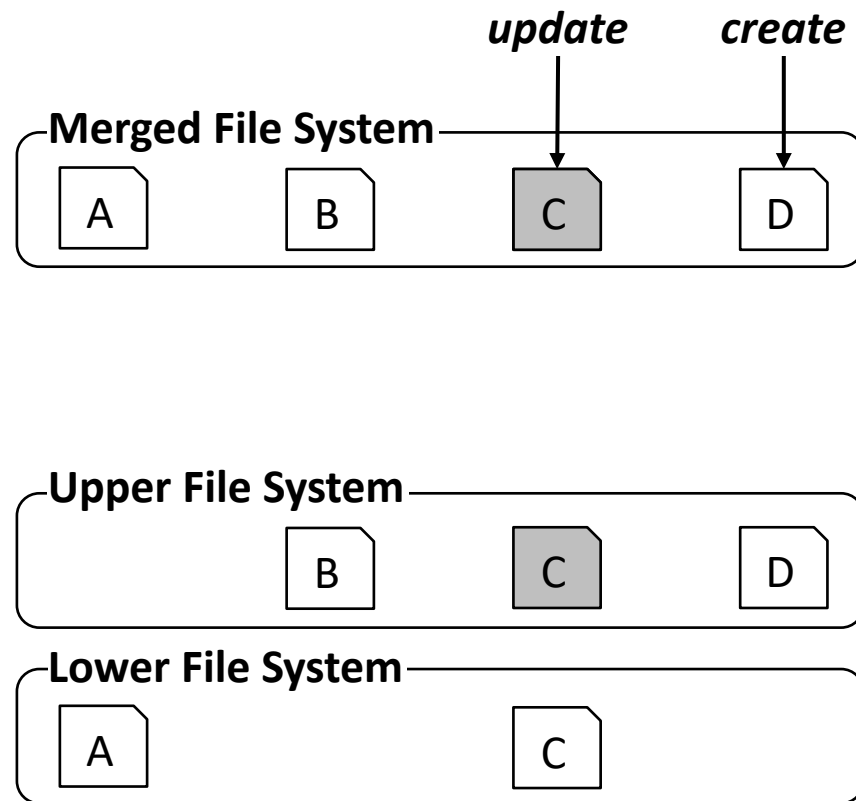 update create
Merged File System
A B C D
Upper File System
B C D
Lower File System
A C